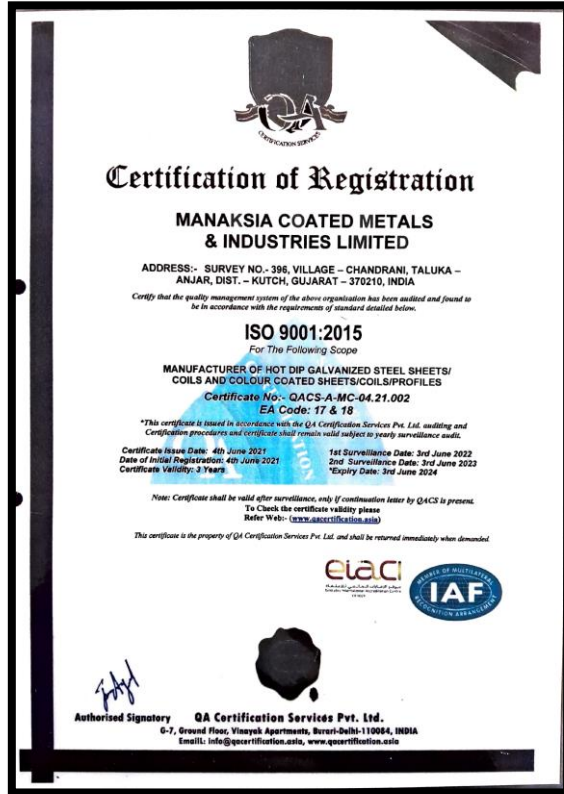 QA
CERTIFICATION SERVICES
Certification of Registration
MANAKSIA COATED METALS
& INDUSTRIES LIMITED
ADDRESS:- SURVEY NO.- 396, VILLAGE – CHANDRANI, TALUKA –
ANJAR, DIST. – KUTCH, GUJARAT – 370210, INDIA
Certify that the quality management system of the above organisation has been audited and found to
be in accordance with the requirements of standard detailed below.
ISO 9001:2015
For The Following Scope
MANUFACTURER OF HOT DIP GALVANIZED STEEL SHEETS/
COILS AND COLOUR COATED SHEETS/COILS/PROFILES
Certificate No:- QACS-A-MC-04.21.002
EA Code: 17 & 18
*This certificate is issued in accordance with the QA Certification Services Pvt. Ltd. auditing and
Certification procedures and certificate shall remain valid subject to yearly surveillance audit.
Certificate Issue Date: 4th June 2021
Date of Initial Registration: 4th June 2021
Certificate Validity: 3 Years
1st Surveillance Date: 3rd June 2022
2nd Surveillance Date: 3rd June 2023
*Expiry Date: 3rd June 2024
Note: Certificate shall be valid after surveillance, only if continuation letter by QACS is present.
To Check the certificate validity please
Refer Web:- (www.qacertification.asia)
This certificate is the property of QA Certification Services Pvt. Ltd. and shall be returned immediately when demanded.
eiaci
MEMBER OF MULTILATERAL
IAF
RECOGNITION ARRANGEMENT
Authorised Signatory
QA Certification Services Pvt. Ltd.
G-7, Ground Floor, Vinayak Apartments, Burari-Delhi-110084, INDIA
EmailL: info@qacertification.asia, www.qacertification.asia